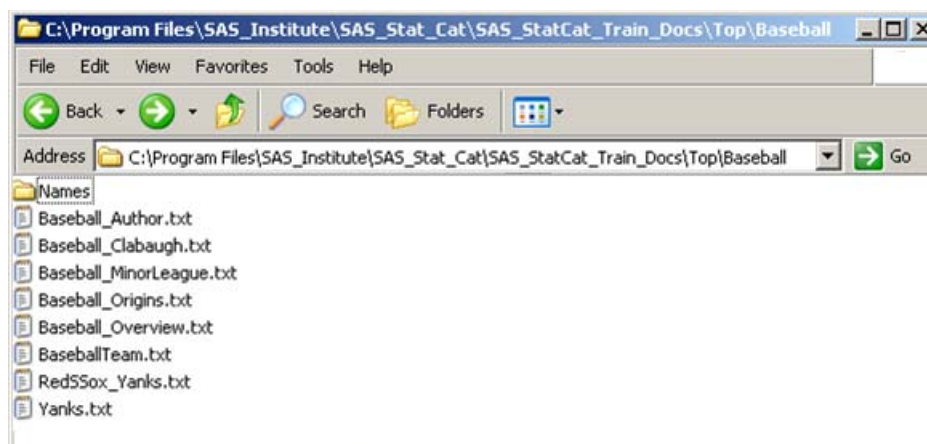 C:\Program Files\SAS_Institute\SAS_Stat_Cat\SAS_StatCat_Train_Docs\Top\Baseball
File Edit View Favorites Tools Help
Back Search Folders
Address C:\Program Files\SAS_Institute\SAS_Stat_Cat\SAS_StatCat_Train_Docs\Top\Baseball Go
Names
Baseball_Author.txt
Baseball_Clabaugh.txt
Baseball_MinorLeague.txt
Baseball_Origins.txt
Baseball_Overview.txt
BaseballTeam.txt
RedSSox_Yanks.txt
Yanks.txt